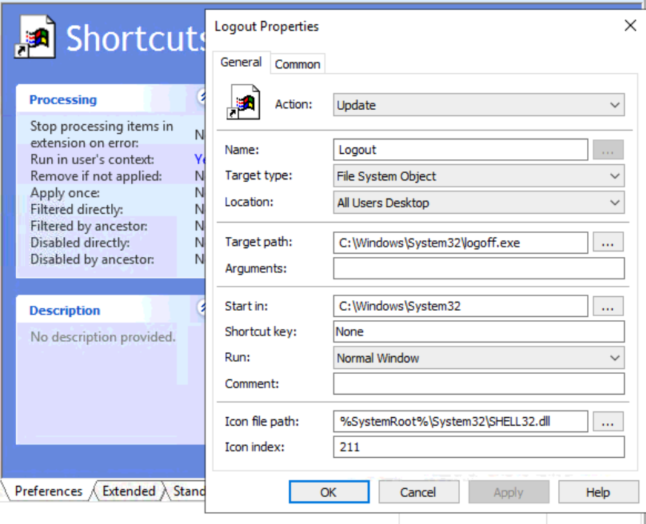 Shortcuts
Processing
Stop processing items in
extension on error:
N
Run in user's context:
Ye
Remove if not applied:
N
Apply once:
N
Filtered directly:
N
Filtered by ancestor:
N
Disabled directly:
N
Disabled by ancestor:
N
Description
No description provided.
Preferences
Extended
Stand
Logout Properties
General
Common
Action:
Update
Name:
Logout
...
Target type:
File System Object
Location:
All Users Desktop
Target path:
C:\Windows\System32\logoff.exe
...
Arguments:
Start in:
C:\Windows\System32
...
Shortcut key:
None
Run:
Normal Window
Comment:
Icon file path:
%SystemRoot%\System32\SHELL32.dll
...
Icon index:
211
OK
Cancel
Apply
Help